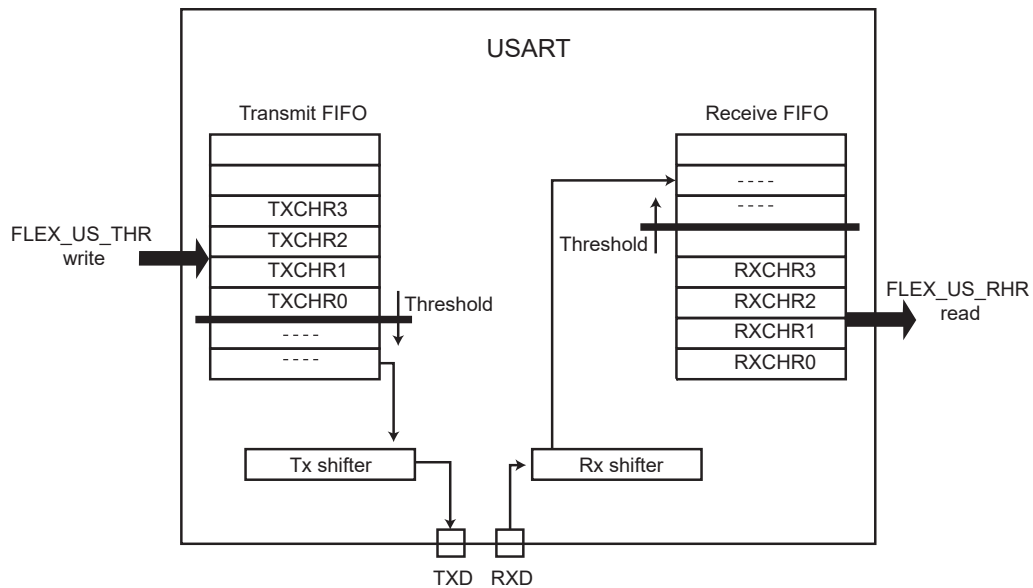 USART
Transmit FIFO
Receive FIFO
- - - -
TXCHR3
- - - -
FLEX_US_THR
write
TXCHR2
Threshold
TXCHR1
RXCHR3
TXCHR0
Threshold
RXCHR2
FLEX_US_RHR
read
- - - -
RXCHR1
- - - -
RXCHR0
Tx shifter
Rx shifter
TXD
RXD